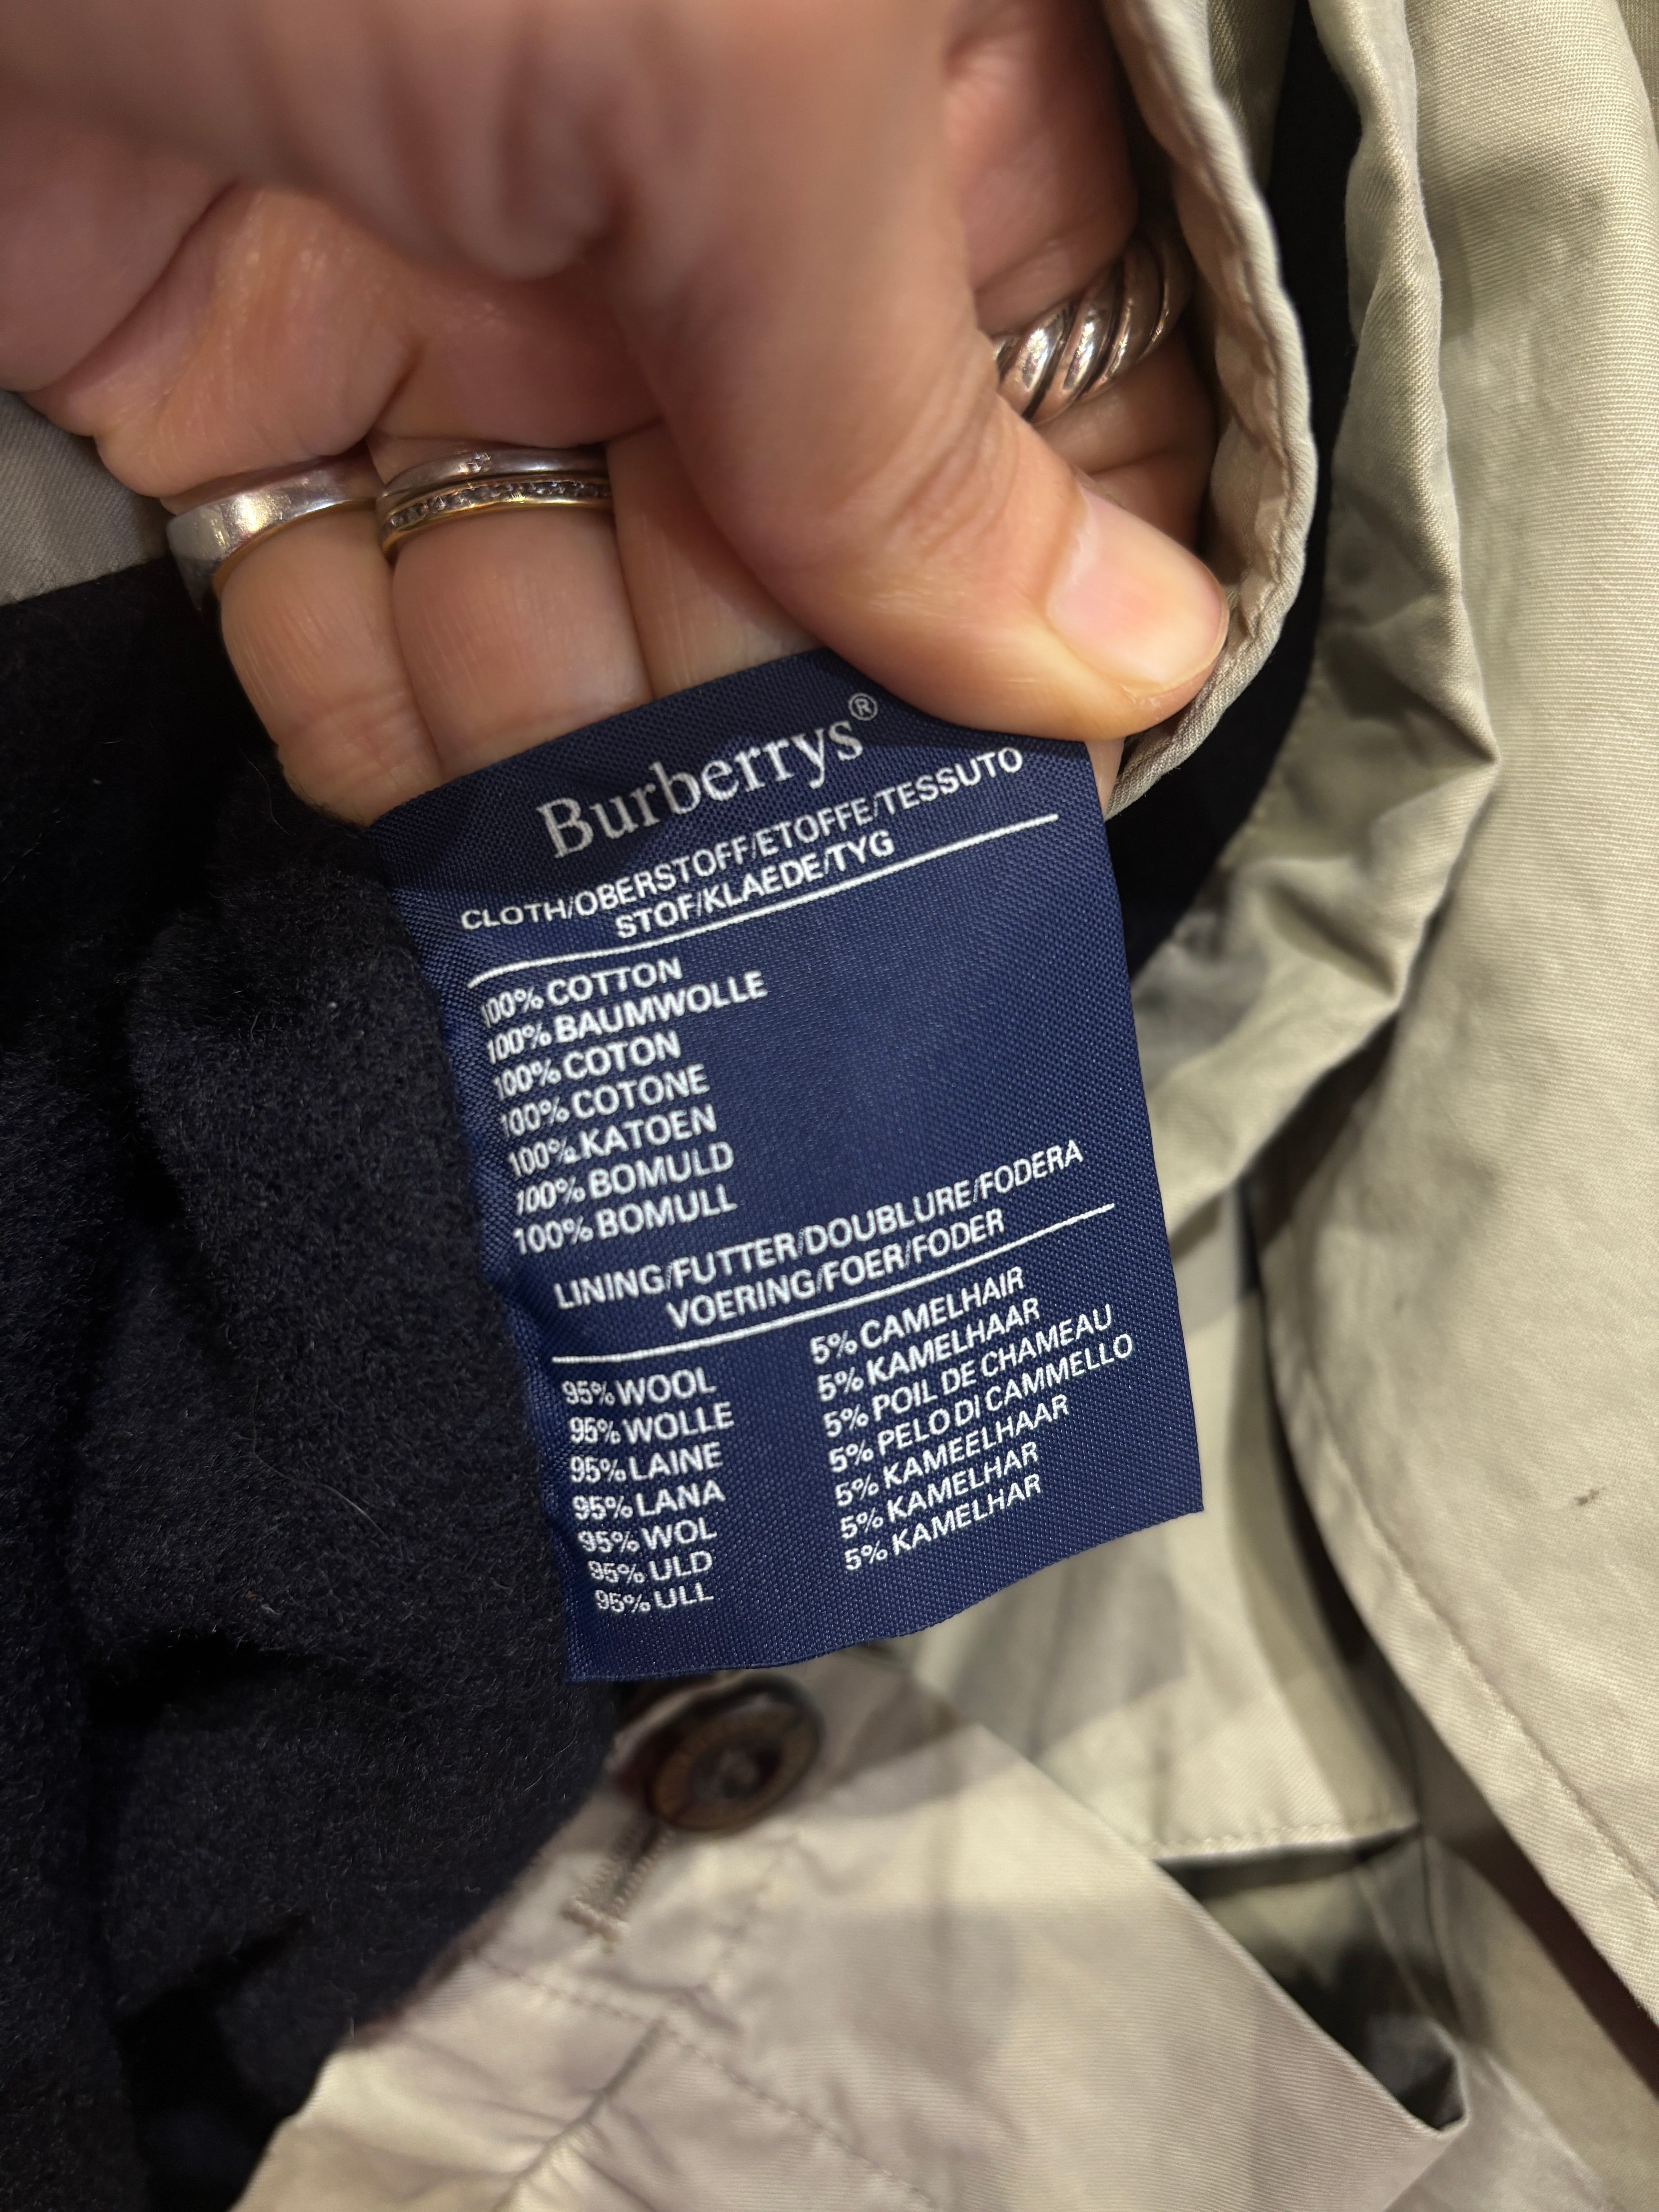 Burberrys®
CLOTH/OBERSTOFF/ETOFFE/TESSUTO
STOF/KLAEDE/TYG
100% COTTON
100% BAUMWOLLE
100% COTON
100% COTONE
100% KATOEN
100% BOMULD
100% BOMULL
LINING/FUTTER/DOUBLURE/FODERA
VOERING/FOER/FODER
95% WOOL 5% CAMELHAIR
95% WOLLE 5% KAMELHAAR
95% LAINE 5% POIL DE CHAMEAU
95% LANA 5% PELO DI CAMMELLO
95% WOL 5% KAMEELHAAR
95% ULD 5% KAMELHAR
95% ULL 5% KAMELHAR